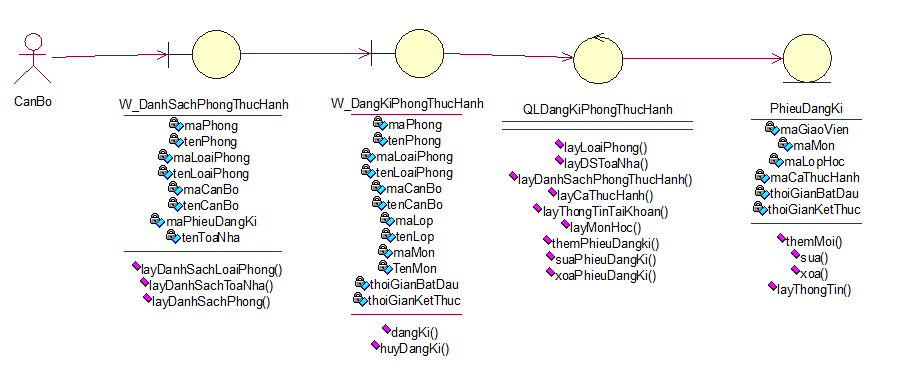 CanBo
W_DanhSachPhongThucHanh
maPhong
tenPhong
maLoaiPhong
tenLoaiPhong
maCanBo
tenCanBo
maPhieuDangKi
tenToaNha
layDanhSachLoaiPhong()
layDanhSachToaNha()
layDanhSachPhong()
W_DangKiPhongThucHanh
maPhong
tenPhong
maLoaiPhong
tenLoaiPhong
maCanBo
tenCanBo
maLop
tenLop
maMon
TenMon
thoiGianBatDau
thoiGianKetThuc
dangKi()
huyDangKi()
QLDangKiPhongThucHanh
layLoaiPhong()
layDSToaNha()
layDanhSachPhongThucHanh()
layCaThucHanh()
layThongTinTaiKhoan()
layMonHoc()
themPhieuDangki()
suaPhieuDangKi()
xoaPhieuDangKi()
PhieuDangKi
maGiaoVien
maMon
maLopHoc
maCaThucHanh
thoiGianBatDau
thoiGianKetThuc
themMoi()
sua()
xoa()
layThongTin()